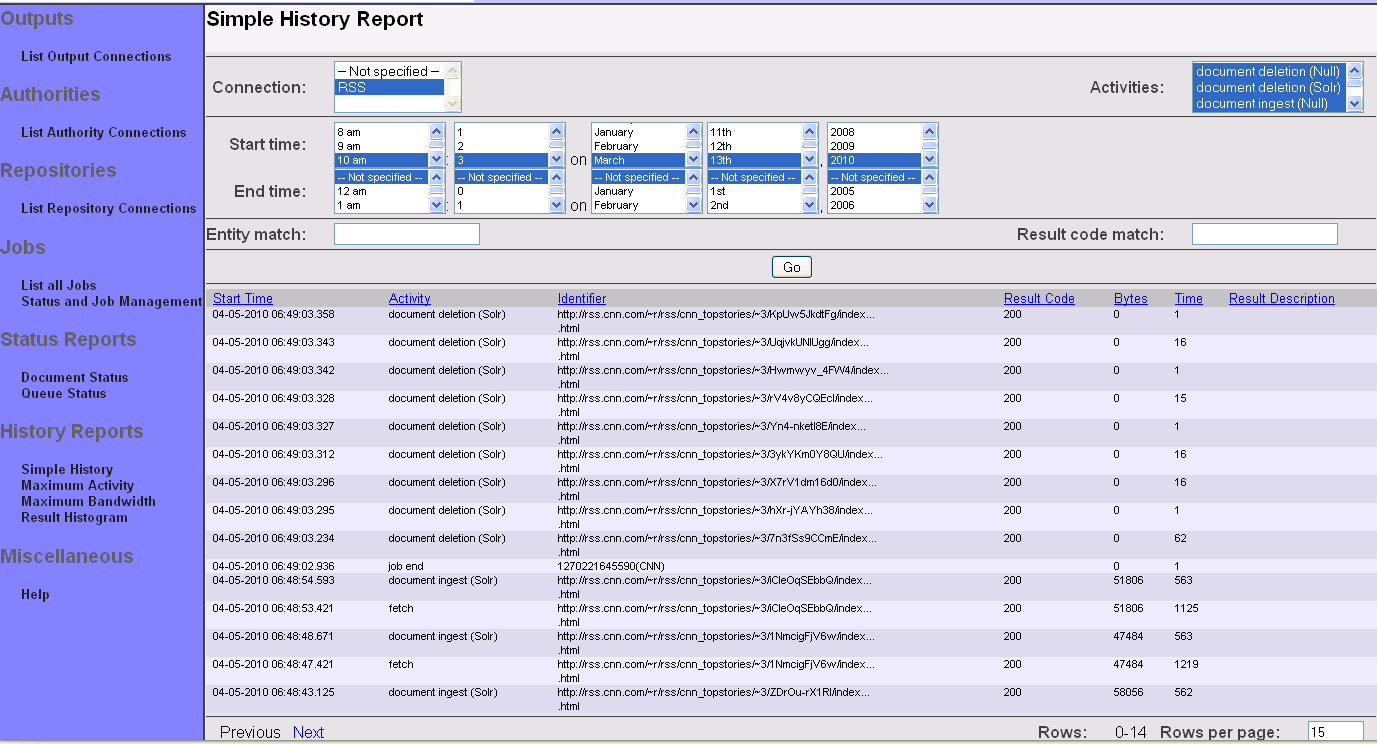 Outputs
List Output Connections
Authorities
List Authority Connections
Repositories
List Repository Connections
Jobs
List all Jobs
Status and Job Management
Status Reports
Document Status
Queue Status
History Reports
Simple History
Maximum Activity
Maximum Bandwidth
Result Histogram
Miscellaneous
Help
Simple History Report
Connection: -- Not specified -- Activities: document deletion (Null)
RSS document deletion (Solr)
document ingest (Null)
8 am 1 January 11th 2008
Start time: 9 am 2 February 12th 2009
10 am : 3 on March 13th , 2010
-- Not specified -- -- Not specified -- -- Not specified -- -- Not specified -- -- Not specified --
End time: 12 am 0 January 1st 2005
1 am : 1 on February 2nd , 2006
Entity match: Result code match:
Go
Start Time Activity Identifier Result Code Bytes Time Result Description
04-05-2010 06:49:03.358 document deletion (Solr) http://rss.cnn.com/~r/rss/cnn_topstories/~3/KpUw5JkdtFg/index... 200 0 1
.html
04-05-2010 06:49:03.343 document deletion (Solr) http://rss.cnn.com/~r/rss/cnn_topstories/~3/UqjvkUNlUgg/index... 200 0 16
.html
04-05-2010 06:49:03.342 document deletion (Solr) http://rss.cnn.com/~r/rss/cnn_topstories/~3/Hwmwyv_4FW4/index... 200 0 1
.html
04-05-2010 06:49:03.328 document deletion (Solr) http://rss.cnn.com/~r/rss/cnn_topstories/~3/rV4v8yCQEcI/index... 200 0 15
.html
04-05-2010 06:49:03.327 document deletion (Solr) http://rss.cnn.com/~r/rss/cnn_topstories/~3/Yn4-nketI8E/index... 200 0 1
.html
04-05-2010 06:49:03.312 document deletion (Solr) http://rss.cnn.com/~r/rss/cnn_topstories/~3/3ykYKm0Y8QU/index... 200 0 16
.html
04-05-2010 06:49:03.296 document deletion (Solr) http://rss.cnn.com/~r/rss/cnn_topstories/~3/X7rV1dm16d0/index... 200 0 16
.html
04-05-2010 06:49:03.295 document deletion (Solr) http://rss.cnn.com/~r/rss/cnn_topstories/~3/hXr-jYAYh38/index... 200 0 1
.html
04-05-2010 06:49:03.234 document deletion (Solr) http://rss.cnn.com/~r/rss/cnn_topstories/~3/7n3fSs9CCmE/index... 200 0 62
.html
04-05-2010 06:49:02.936 job end 1270221645590(CNN) 0 1
04-05-2010 06:48:54.593 document ingest (Solr) http://rss.cnn.com/~r/rss/cnn_topstories/~3/iCleOqSEbbQ/index... 200 51806 563
.html
04-05-2010 06:48:53.421 fetch http://rss.cnn.com/~r/rss/cnn_topstories/~3/iCleOqSEbbQ/index... 200 51806 1125
.html
04-05-2010 06:48:48.671 document ingest (Solr) http://rss.cnn.com/~r/rss/cnn_topstories/~3/1NmcigFjV6w/index... 200 47484 563
.html
04-05-2010 06:48:47.421 fetch http://rss.cnn.com/~r/rss/cnn_topstories/~3/1NmcigFjV6w/index... 200 47484 1219
.html
04-05-2010 06:48:43.125 document ingest (Solr) http://rss.cnn.com/~r/rss/cnn_topstories/~3/ZDrOu-rX1RI/index... 200 58056 562
.html
Previous Next Rows: 0-14 Rows per page: 15